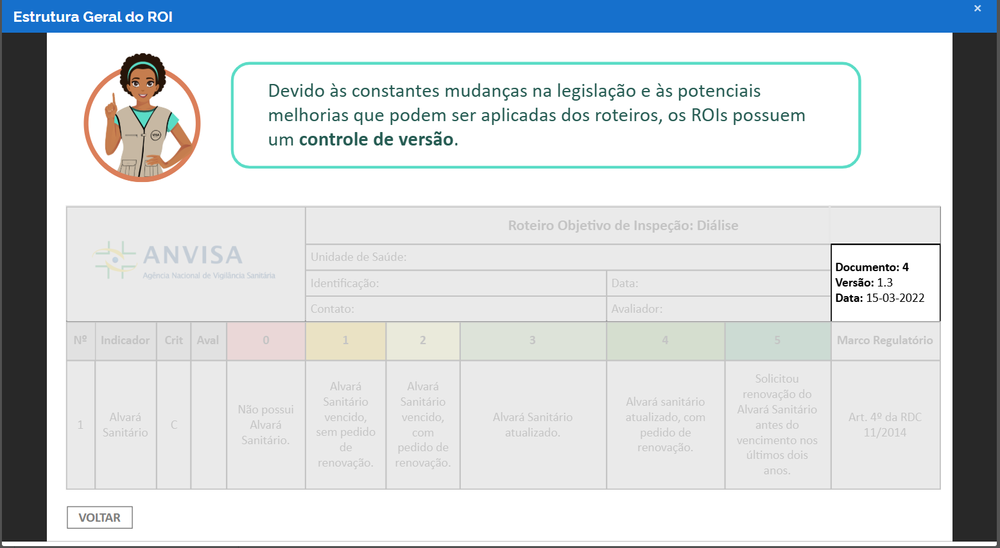 Estrutura Geral do ROI
×
VISA
Devido às constantes mudanças na legislação e às potenciais
melhorias que podem ser aplicadas dos roteiros, os ROIs possuem
um controle de versão.
ANVISA
Agência Nacional de Vigilância Sanitária
Roteiro Objetivo de Inspeção: Diálise
Unidade de Saúde:
Identificação:
Data:
Contato:
Avaliador:
Documento: 4
Versão: 1.3
Data: 15-03-2022
Nº
Indicador
Crit
Aval
0
1
2
3
4
5
Marco Regulatório
1
Alvará
Sanitário
C
Não possui
Alvará
Sanitário.
Alvará
Sanitário
vencido,
sem pedido
de
renovação.
Alvará
Sanitário
vencido,
com
pedido de
renovação.
Alvará Sanitário
atualizado.
Alvará sanitário
atualizado, com
pedido de
renovação.
Solicitou
renovação do
Alvará Sanitário
antes do
vencimento nos
últimos dois
anos.
Art. 4º da RDC
11/2014
VOLTAR